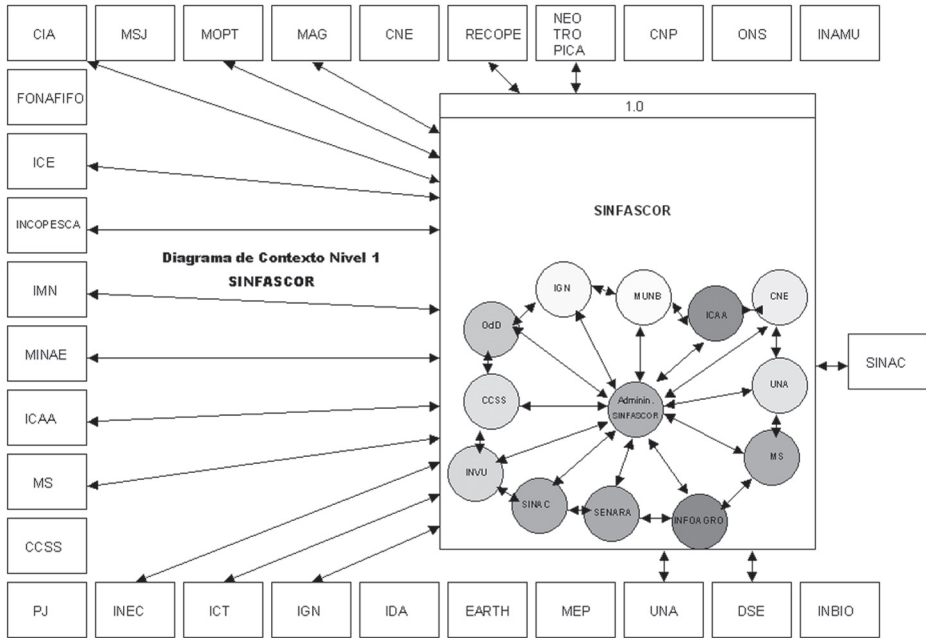 CIA
MSJ
MOPT
MAG
CNE
RECOPE
NEO
TRO
PICA
CNP
ONS
INAMU
FONAFIFO
1.0
ICE
INCOPESCA
SINFASCOR
Diagrama de Contexto Nivel 1
SINFASCOR
IMN
IGN
MUNB
ICAA
CNE
OdD
MINAE
SINAC
UNA
CCSS
Adminin.
SINFASCOR
ICAA
INVU
MS
MS
SINAC
SENARA
INFOAGRO
CCSS
PJ
INEC
ICT
IGN
IDA
EARTH
MEP
UNA
DSE
INBIO